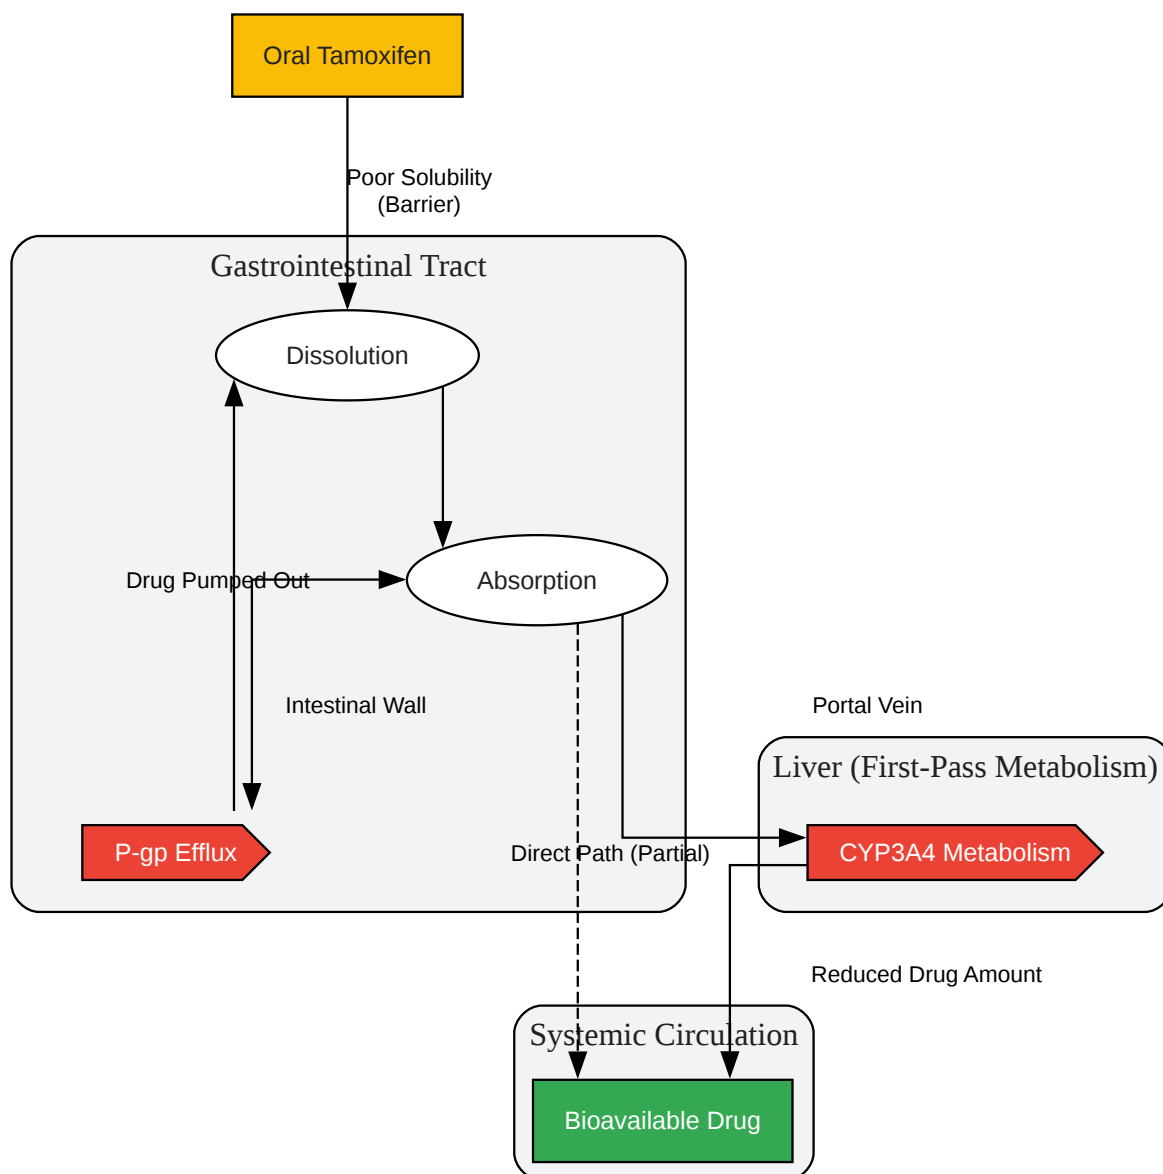 Oral Tamoxifen
Poor Solubility
(Barrier)
Gastrointestinal Tract
Dissolution
Absorption
Drug Pumped Out
Intestinal Wall
Portal Vein
Liver (First-Pass Metabolism)
P-gp Efflux
Direct Path (Partial)
CYP3A4 Metabolism
Reduced Drug Amount
Systemic Circulation
Bioavailable Drug